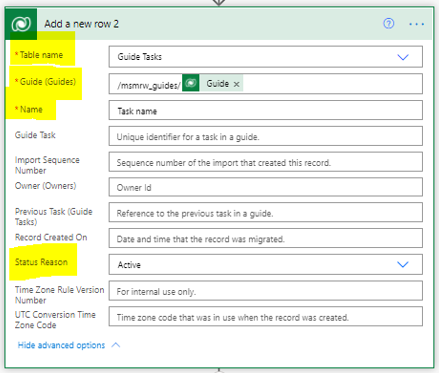 Add a new row 2
* Table name
Guide Tasks
* Guide (Guides)
/msmrw_guides/ Guide ×
* Name
Task name
Guide Task
Unique identifier for a task in a guide.
Import Sequence
Number
Sequence number of the import that created this record.
Owner (Owners)
Owner Id
Previous Task (Guide
Tasks)
Reference to the previous task in a guide.
Record Created On
Date and time that the record was migrated.
Status Reason
Active
Time Zone Rule Version
Number
For internal use only.
UTC Conversion Time
Zone Code
Time zone code that was in use when the record was created.
Hide advanced options